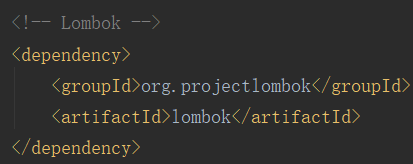 <!-- Lombok -->
<dependency>
    <groupId>org.projectlombok</groupId>
    <artifactId>lombok</artifactId>
</dependency>